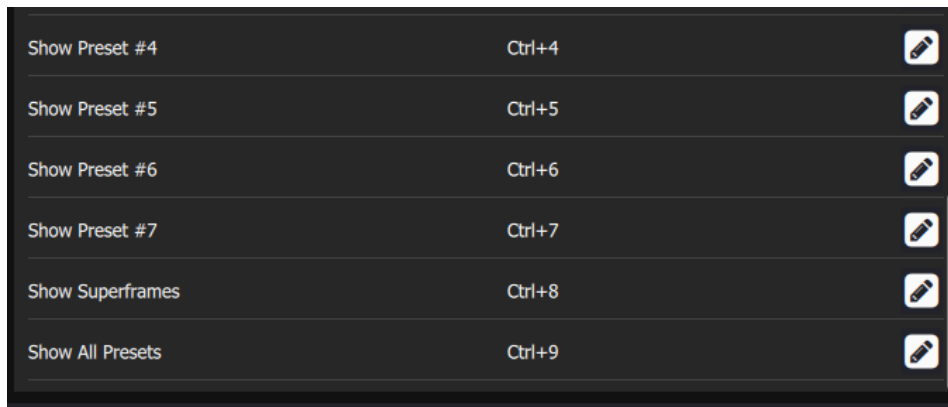 Show Preset #4 Ctrl+4
Show Preset #5 Ctrl+5
Show Preset #6 Ctrl+6
Show Preset #7 Ctrl+7
Show Superframes Ctrl+8
Show All Presets Ctrl+9